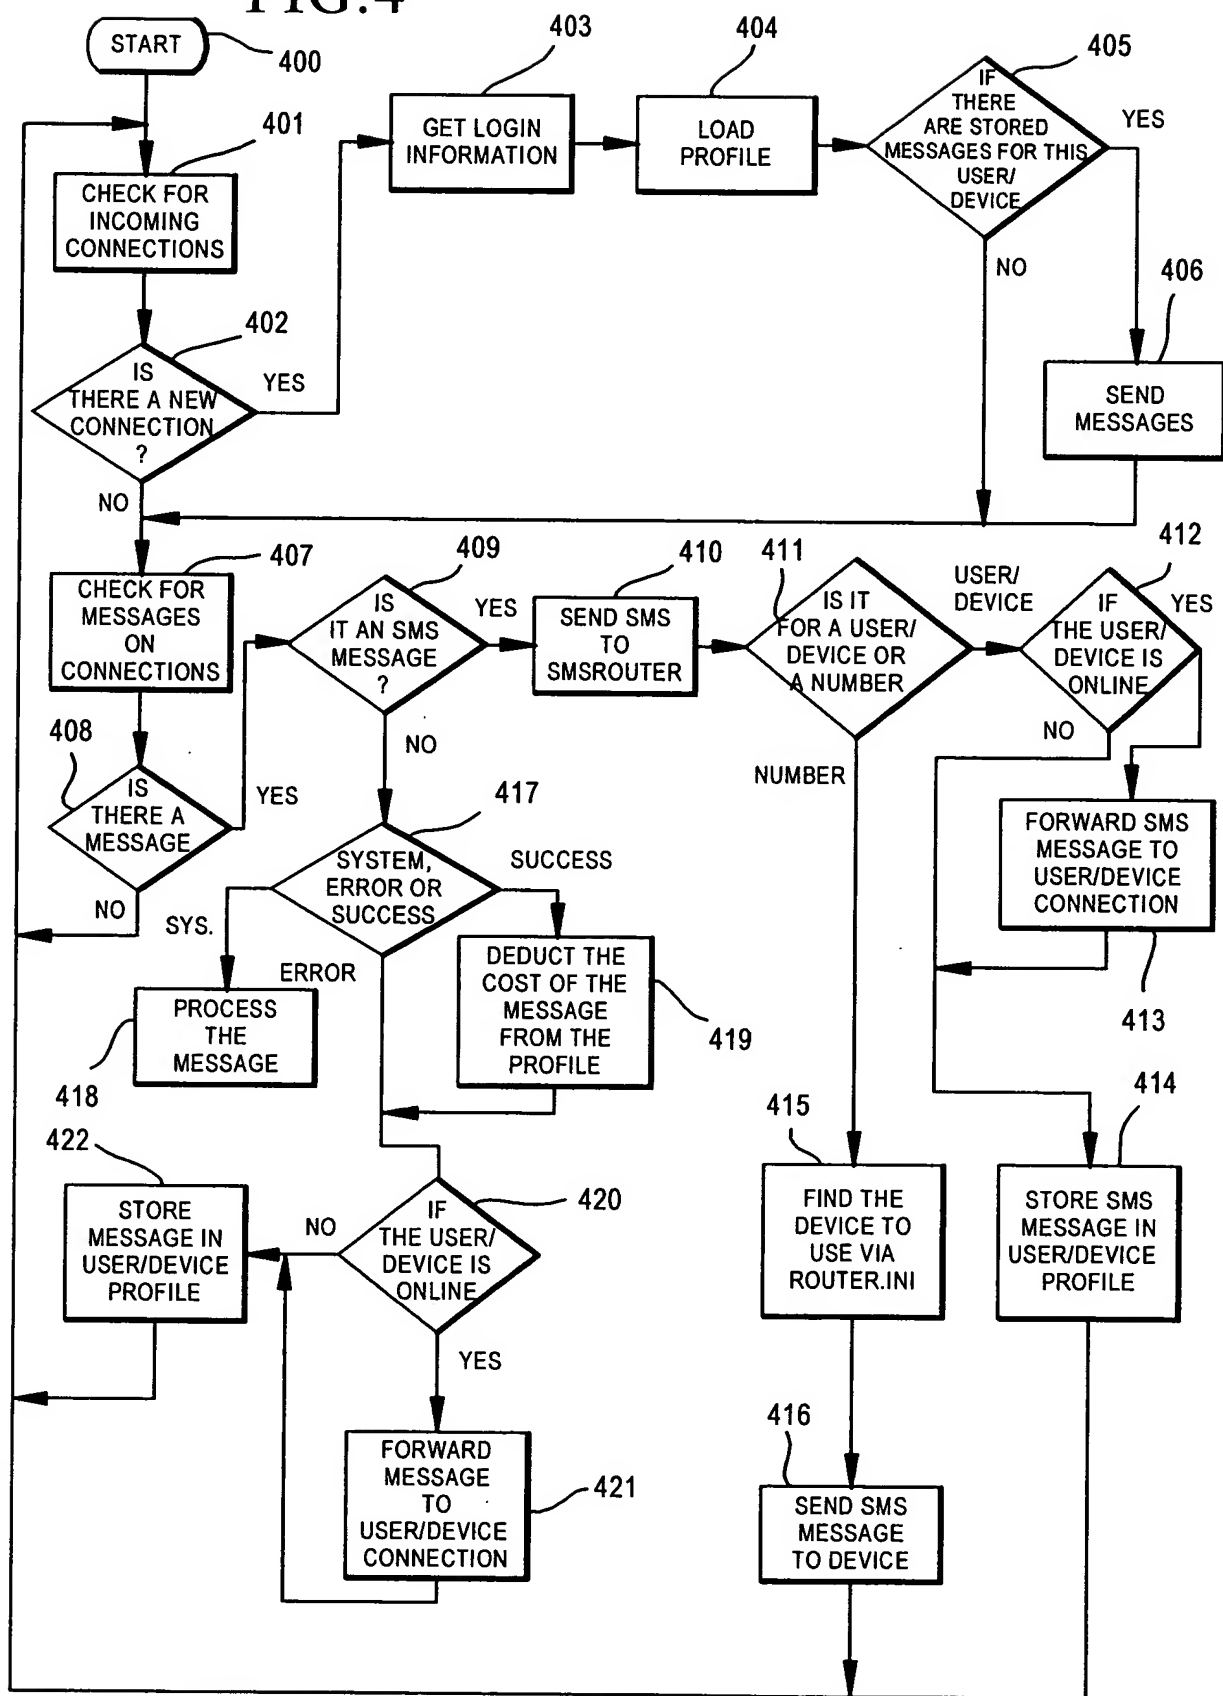 FIG.4
START
400
401
CHECK FOR
INCOMING
CONNECTIONS
402
IS
THERE A NEW
CONNECTION
?
YES
NO
403
GET LOGIN
INFORMATION
404
LOAD
PROFILE
405
IF
THERE
ARE STORED
MESSAGES FOR THIS
USER/
DEVICE
YES
NO
406
SEND
MESSAGES
407
CHECK FOR
MESSAGES
ON
CONNECTIONS
408
IS
THERE A
MESSAGE
YES
NO
409
IS
IT AN SMS
MESSAGE
?
YES
NO
410
SEND SMS
TO
SMSROUTER
411
IS IT
FOR A USER/
DEVICE OR
A NUMBER
USER/
DEVICE
NUMBER
412
IF
THE USER/
DEVICE IS
ONLINE
YES
NO
FORWARD SMS
MESSAGE TO
USER/DEVICE
CONNECTION
413
414
STORE SMS
MESSAGE IN
USER/DEVICE
PROFILE
415
FIND THE
DEVICE TO
USE VIA
ROUTER.INI
416
SEND SMS
MESSAGE
TO DEVICE
417
SYSTEM,
ERROR OR
SUCCESS
SUCCESS
SYS.
ERROR
PROCESS
THE
MESSAGE
418
DEDUCT THE
COST OF THE
MESSAGE
FROM THE
PROFILE
419
420
IF
THE USER/
DEVICE IS
ONLINE
NO
YES
422
STORE
MESSAGE IN
USER/DEVICE
PROFILE
FORWARD
MESSAGE
TO
USER/DEVICE
CONNECTION
421